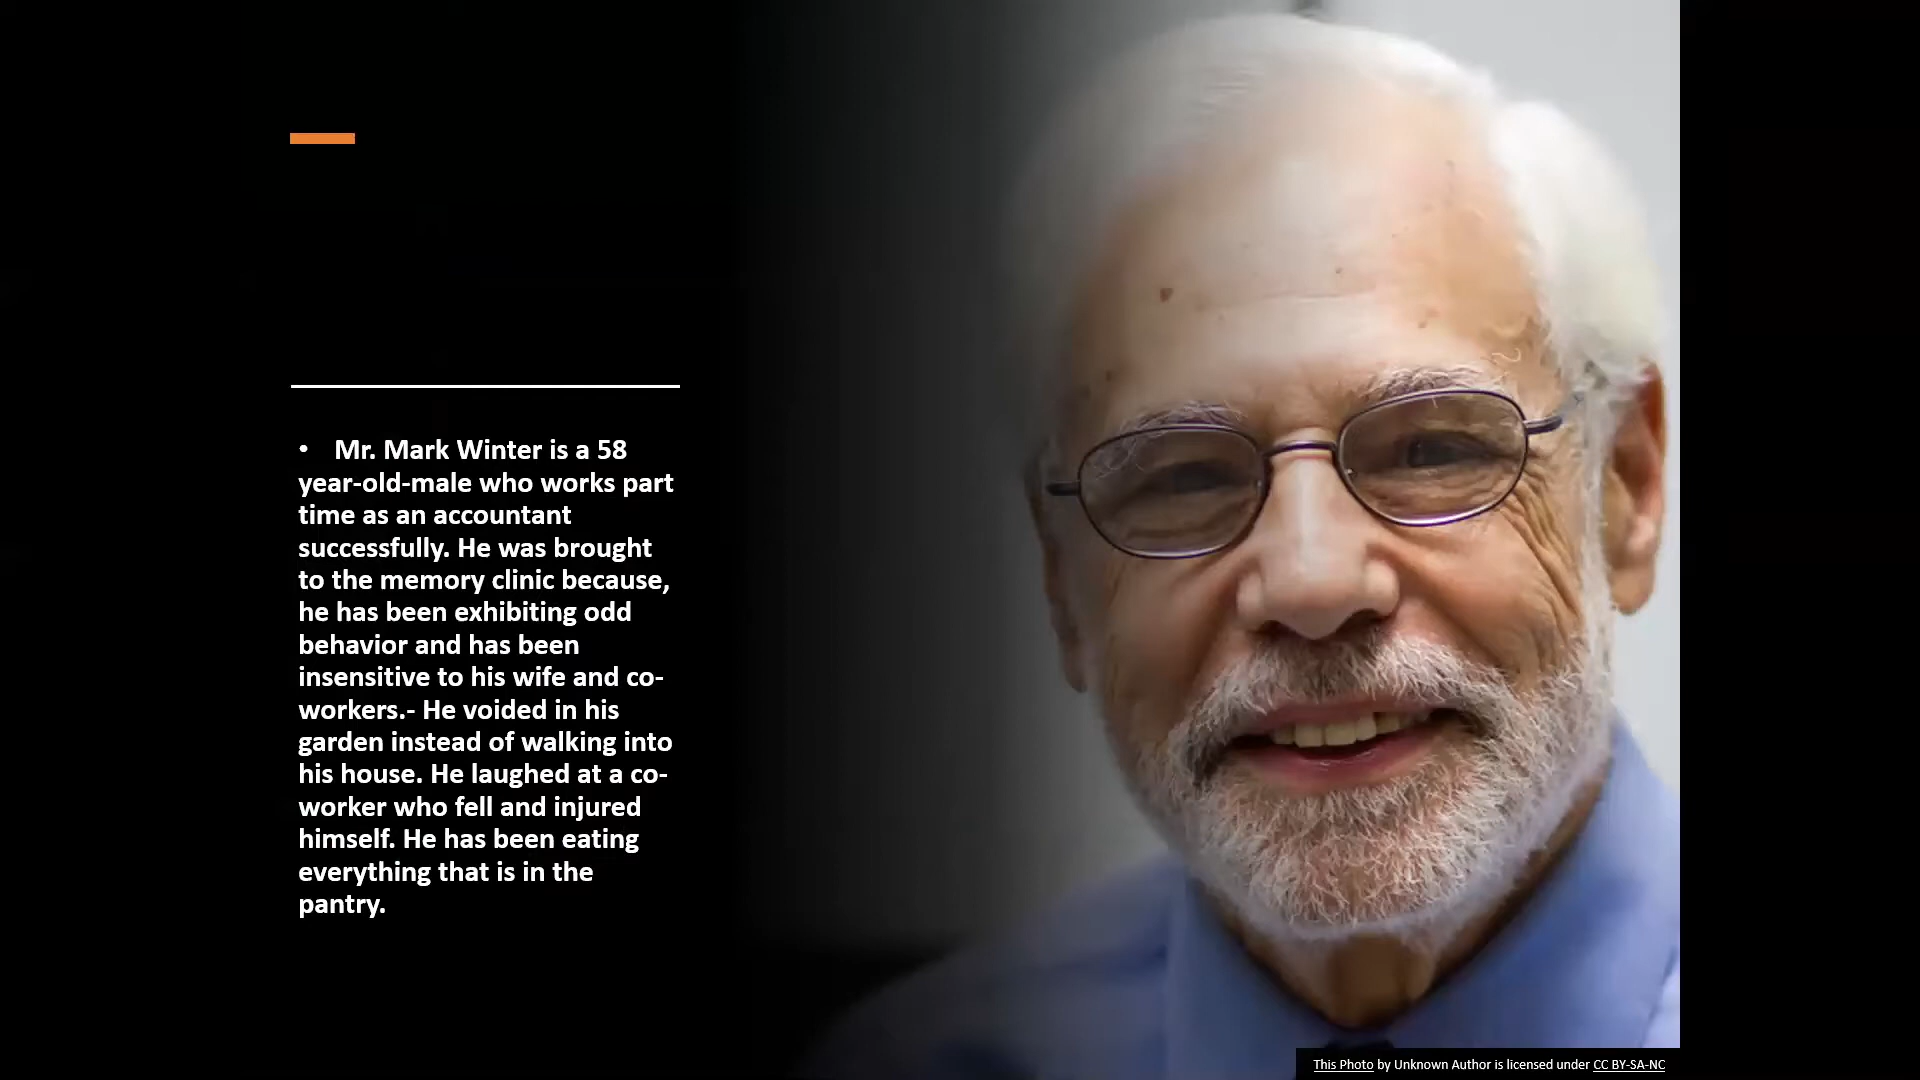 • Mr. Mark Winter is a 58
year-old-male who works part
time as an accountant
successfully. He was brought
to the memory clinic because,
he has been exhibiting odd
behavior and has been
insensitive to his wife and co-
workers.- He voided in his
garden instead of walking into
his house. He laughed at a co-
worker who fell and injured
himself. He has been eating
everything that is in the
pantry.
This Photo by Unknown Author is licensed under CC BY-SA-NC